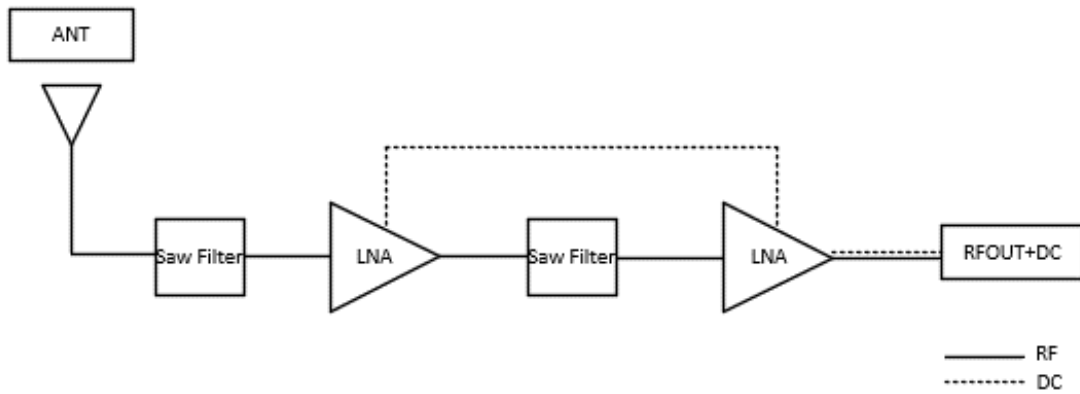 ANT
Saw Filter
LNA
Saw Filter
LNA
RFOUT+DC
RF
DC